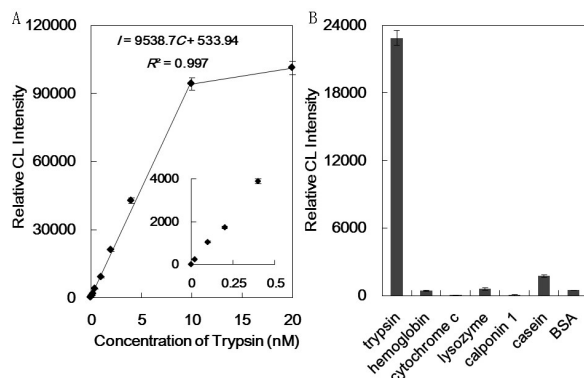 A
I = 9538.7C + 533.94
R² = 0.997
Relative CL Intensity
120000
90000
60000
30000
0
4000
2000
0
0
0.25
0.5
0
5
10
15
20
Concentration of Trypsin (nM)
B
Relative CL Intensity
24000
18000
12000
6000
0
trypsin
hemoglobin
cytochrome c
lysozyme
calponin 1
casein
BSA